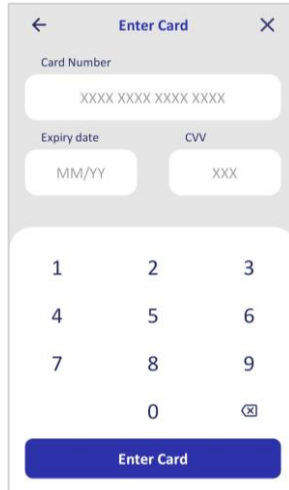 Enter Card
Card Number
XXXX XXXX XXXX XXXX
Expiry date CVV
MM/YY XXX
1 2 3
4 5 6
7 8 9
0
Enter Card